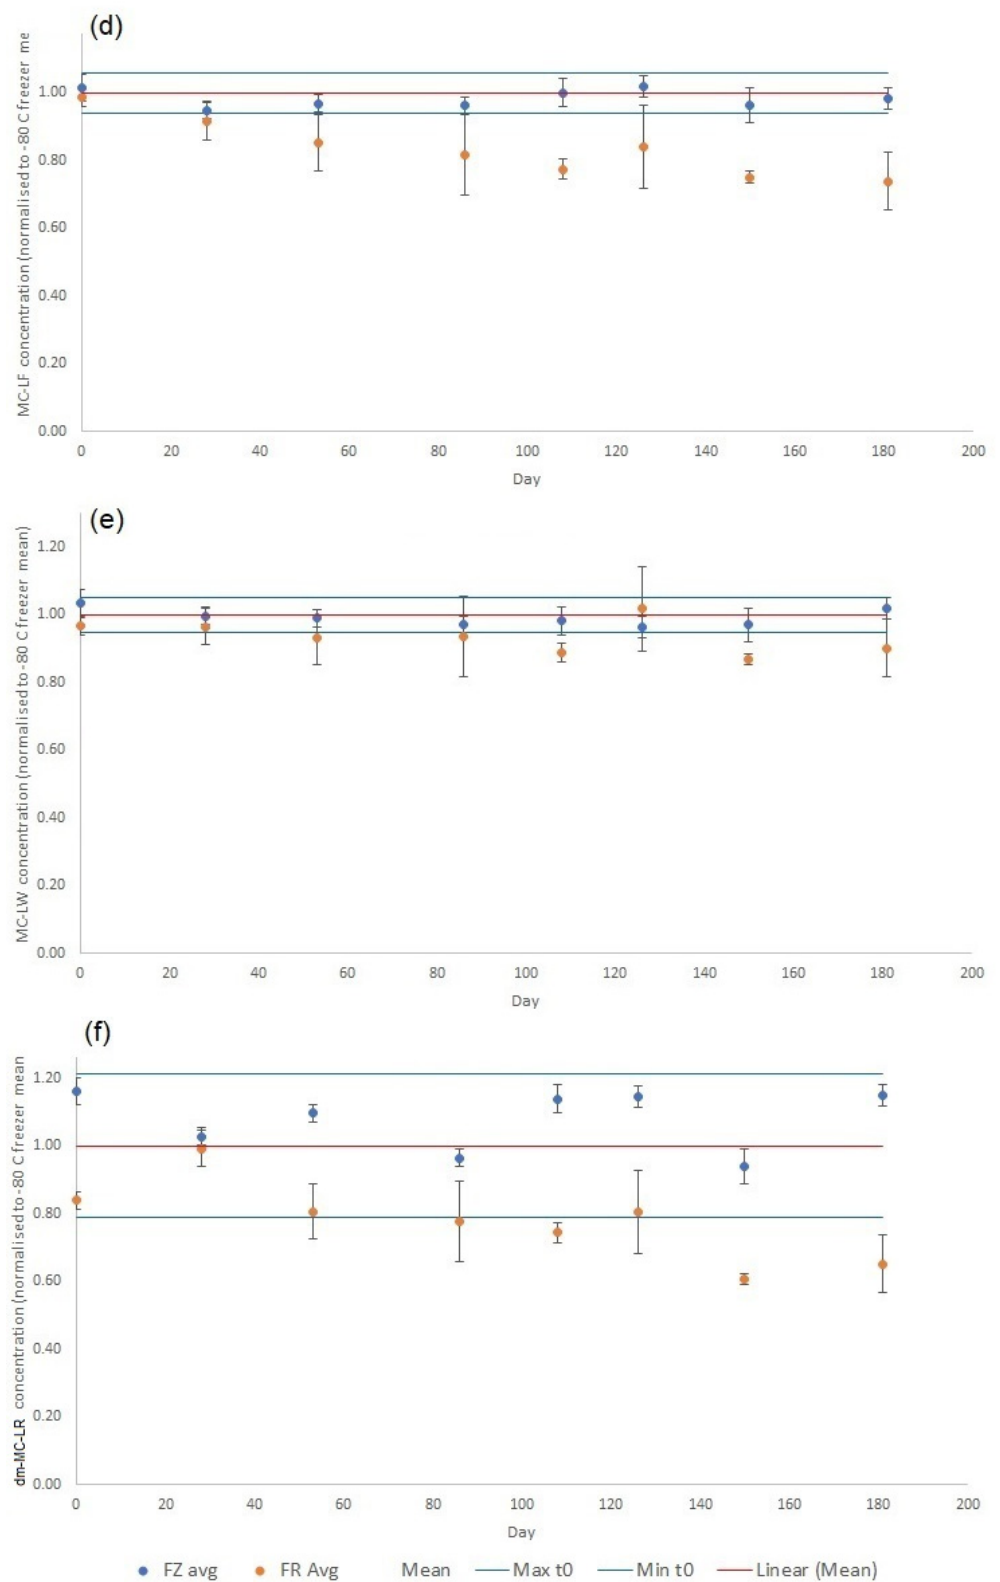 (d)
MC-LF concentration (normalised to -80 C freezer me
1.00
0.80
0.60
0.40
0.20
0.00
0 20 40 60 80 100 120 140 160 180 200
Day
(e)
MC-LW concentration (normalised to -80 C freezer mean)
1.20
1.00
0.80
0.60
0.40
0.20
0.00
0 20 40 60 80 100 120 140 160 180 200
Day
(f)
dm-MC-LR concentration (normalised to -80 C freezer mean
1.20
1.00
0.80
0.60
0.40
0.20
0.00
0 20 40 60 80 100 120 140 160 180 200
Day
FZ avg FR Avg Mean Max t0 Min t0 Linear (Mean)